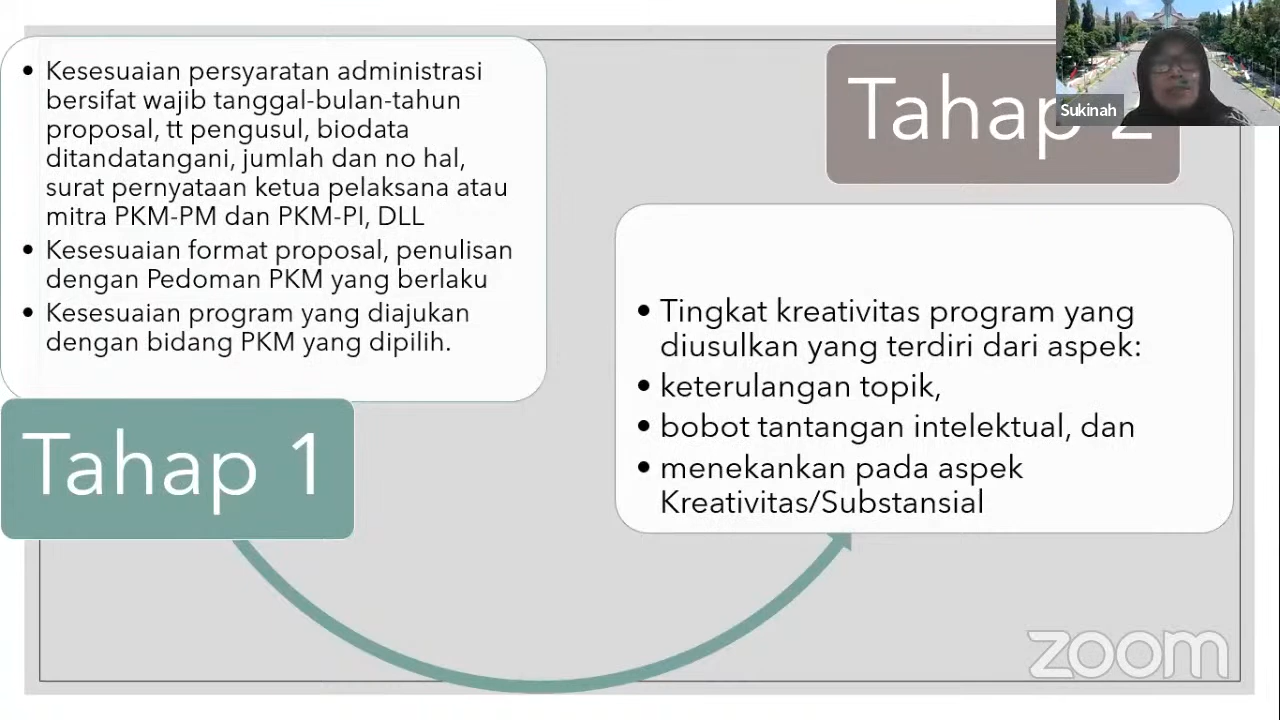 • Kesesuaian persyaratan administrasi
bersifat wajib tanggal-bulan-tahun
proposal, tt pengusul, biodata
ditandatangani, jumlah dan no hal,
surat pernyataan ketua pelaksana atau
mitra PKM-PM dan PKM-PI, DLL
• Kesesuaian format proposal, penulisan
dengan Pedoman PKM yang berlaku
• Kesesuaian program yang diajukan
dengan bidang PKM yang dipilih.
Tahap 1
Tahap 2
Sukinah
• Tingkat kreativitas program yang
diusulkan yang terdiri dari aspek:
• keterulangan topik,
• bobot tantangan intelektual, dan
• menekankan pada aspek
Kreativitas/Substansial
zoom